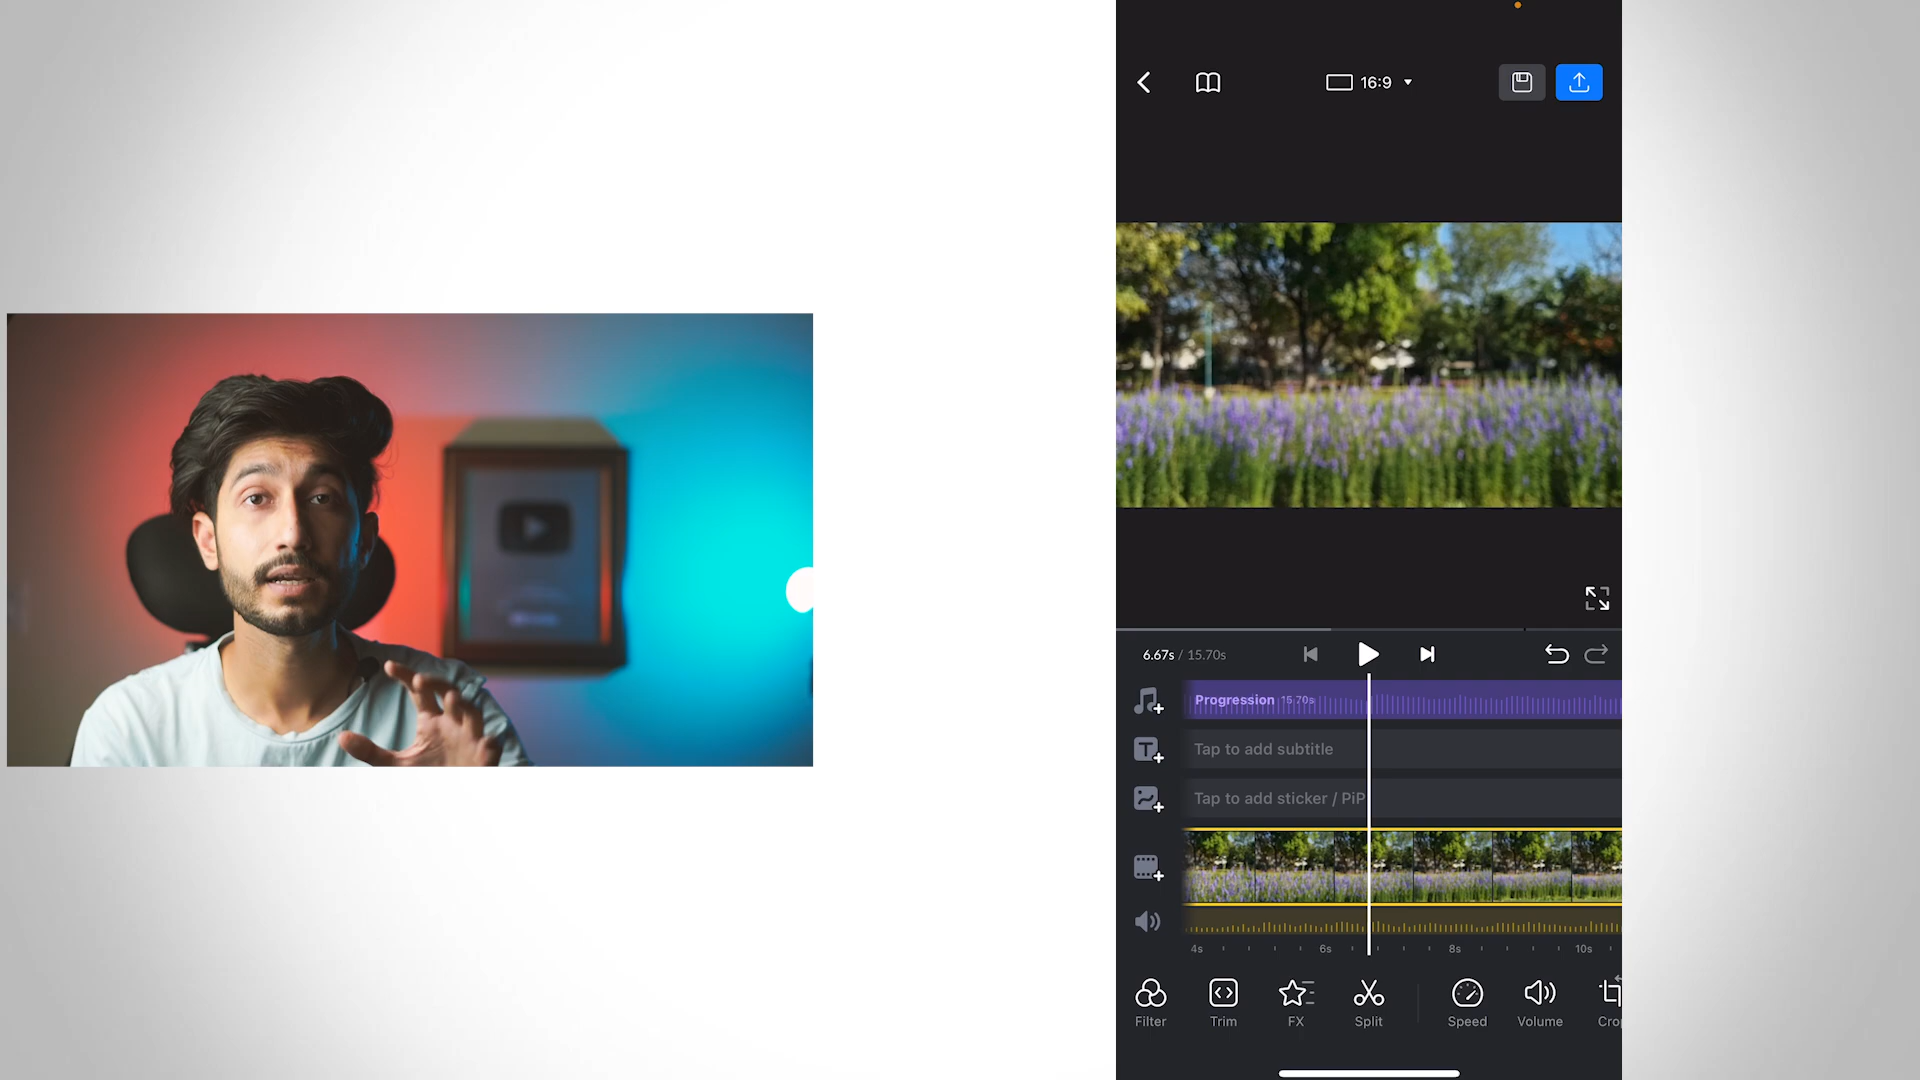 16:9
6.67s / 15.70s
Progression 15.70s
Tap to add subtitle
Tap to add sticker / PiP
4s 6s 8s 10s
Filter Trim FX Split Speed Volume Cro